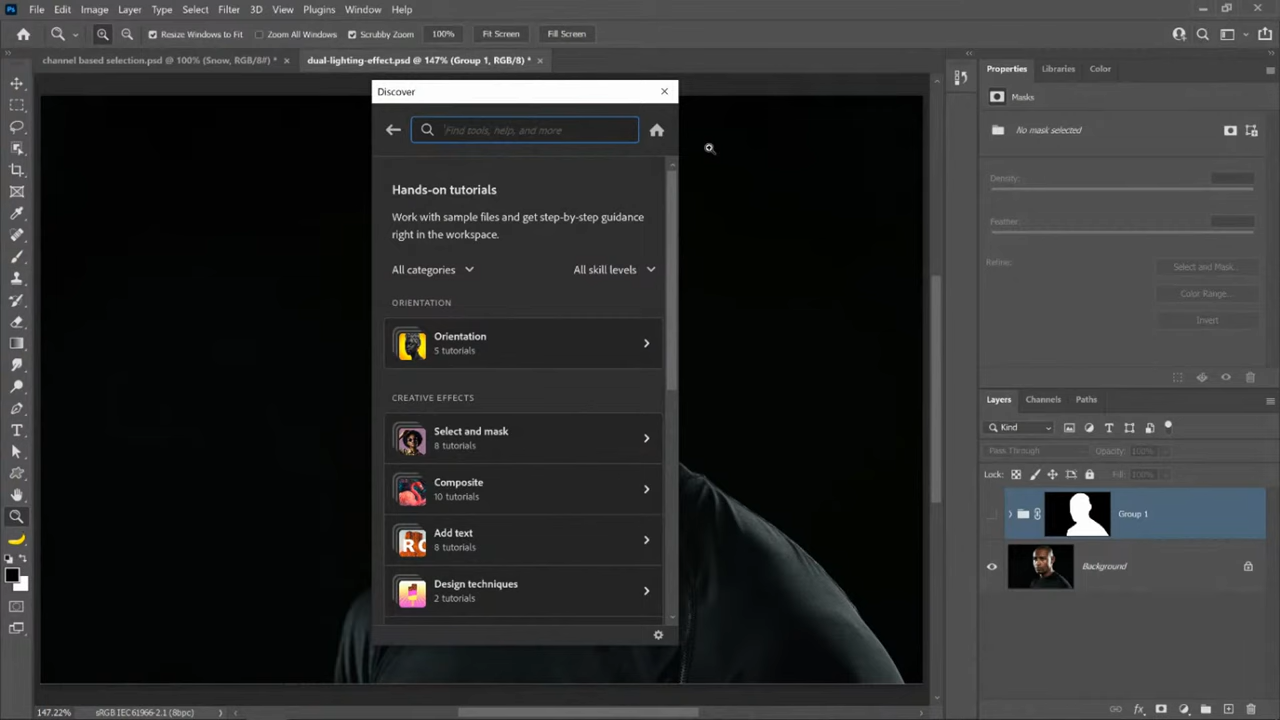 Ps File Edit Image Layer Type Select Filter 3D View Plugins Window Help
Resize Windows to Fit Zoom All Windows Scrubby Zoom 100% Fit Screen Fill Screen
channel based selection.psd @ 100% (Snow, RGB/8#) * × dual-lighting-effect.psd @ 147% (Group 1, RGB/8) * ×
Discover
Find tools, help, and more
Hands-on tutorials
Work with sample files and get step-by-step guidance
right in the workspace.
All categories All skill levels
ORIENTATION
Orientation
5 tutorials
CREATIVE EFFECTS
Select and mask
8 tutorials
Composite
10 tutorials
Add text
8 tutorials
Design techniques
2 tutorials
Properties Libraries Color
Masks
No mask selected
Density:
Feather:
Refine:
Select and Mask...
Color Range...
Invert
Layers Channels Paths
Kind
Pass Through Opacity: 100%
Lock: Fill: 100%
Group 1
Background
147.22% sRGB IEC61966-2.1 (8bpc)